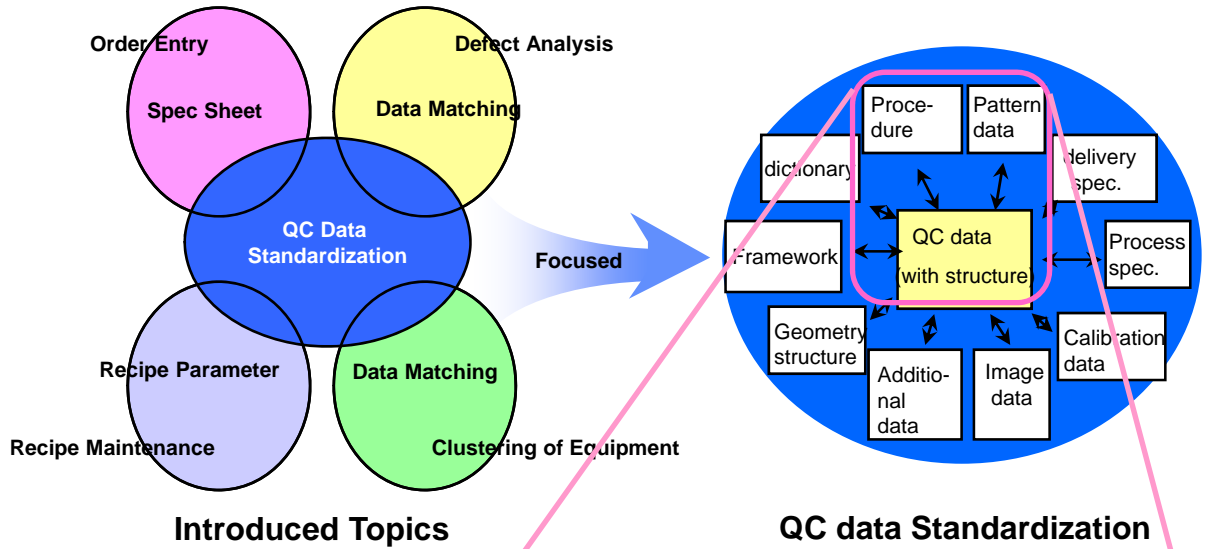 Order Entry
Spec Sheet
Defect Analysis
Data Matching
QC Data
Standardization
Recipe Parameter
Recipe Maintenance
Data Matching
Clustering of Equipment
Introduced Topics
Focused
Proce-
dure
Pattern
data
dictionary
delivery
spec.
Framework
QC data
(with structure)
Process
spec.
Geometry
structure
Additio-
nal
data
Image
data
Calibration
data
QC data Standardization